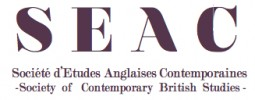 SEAC
Société d'Etudes Anglaises Contemporaines
-Society of Contemporary British Studies -